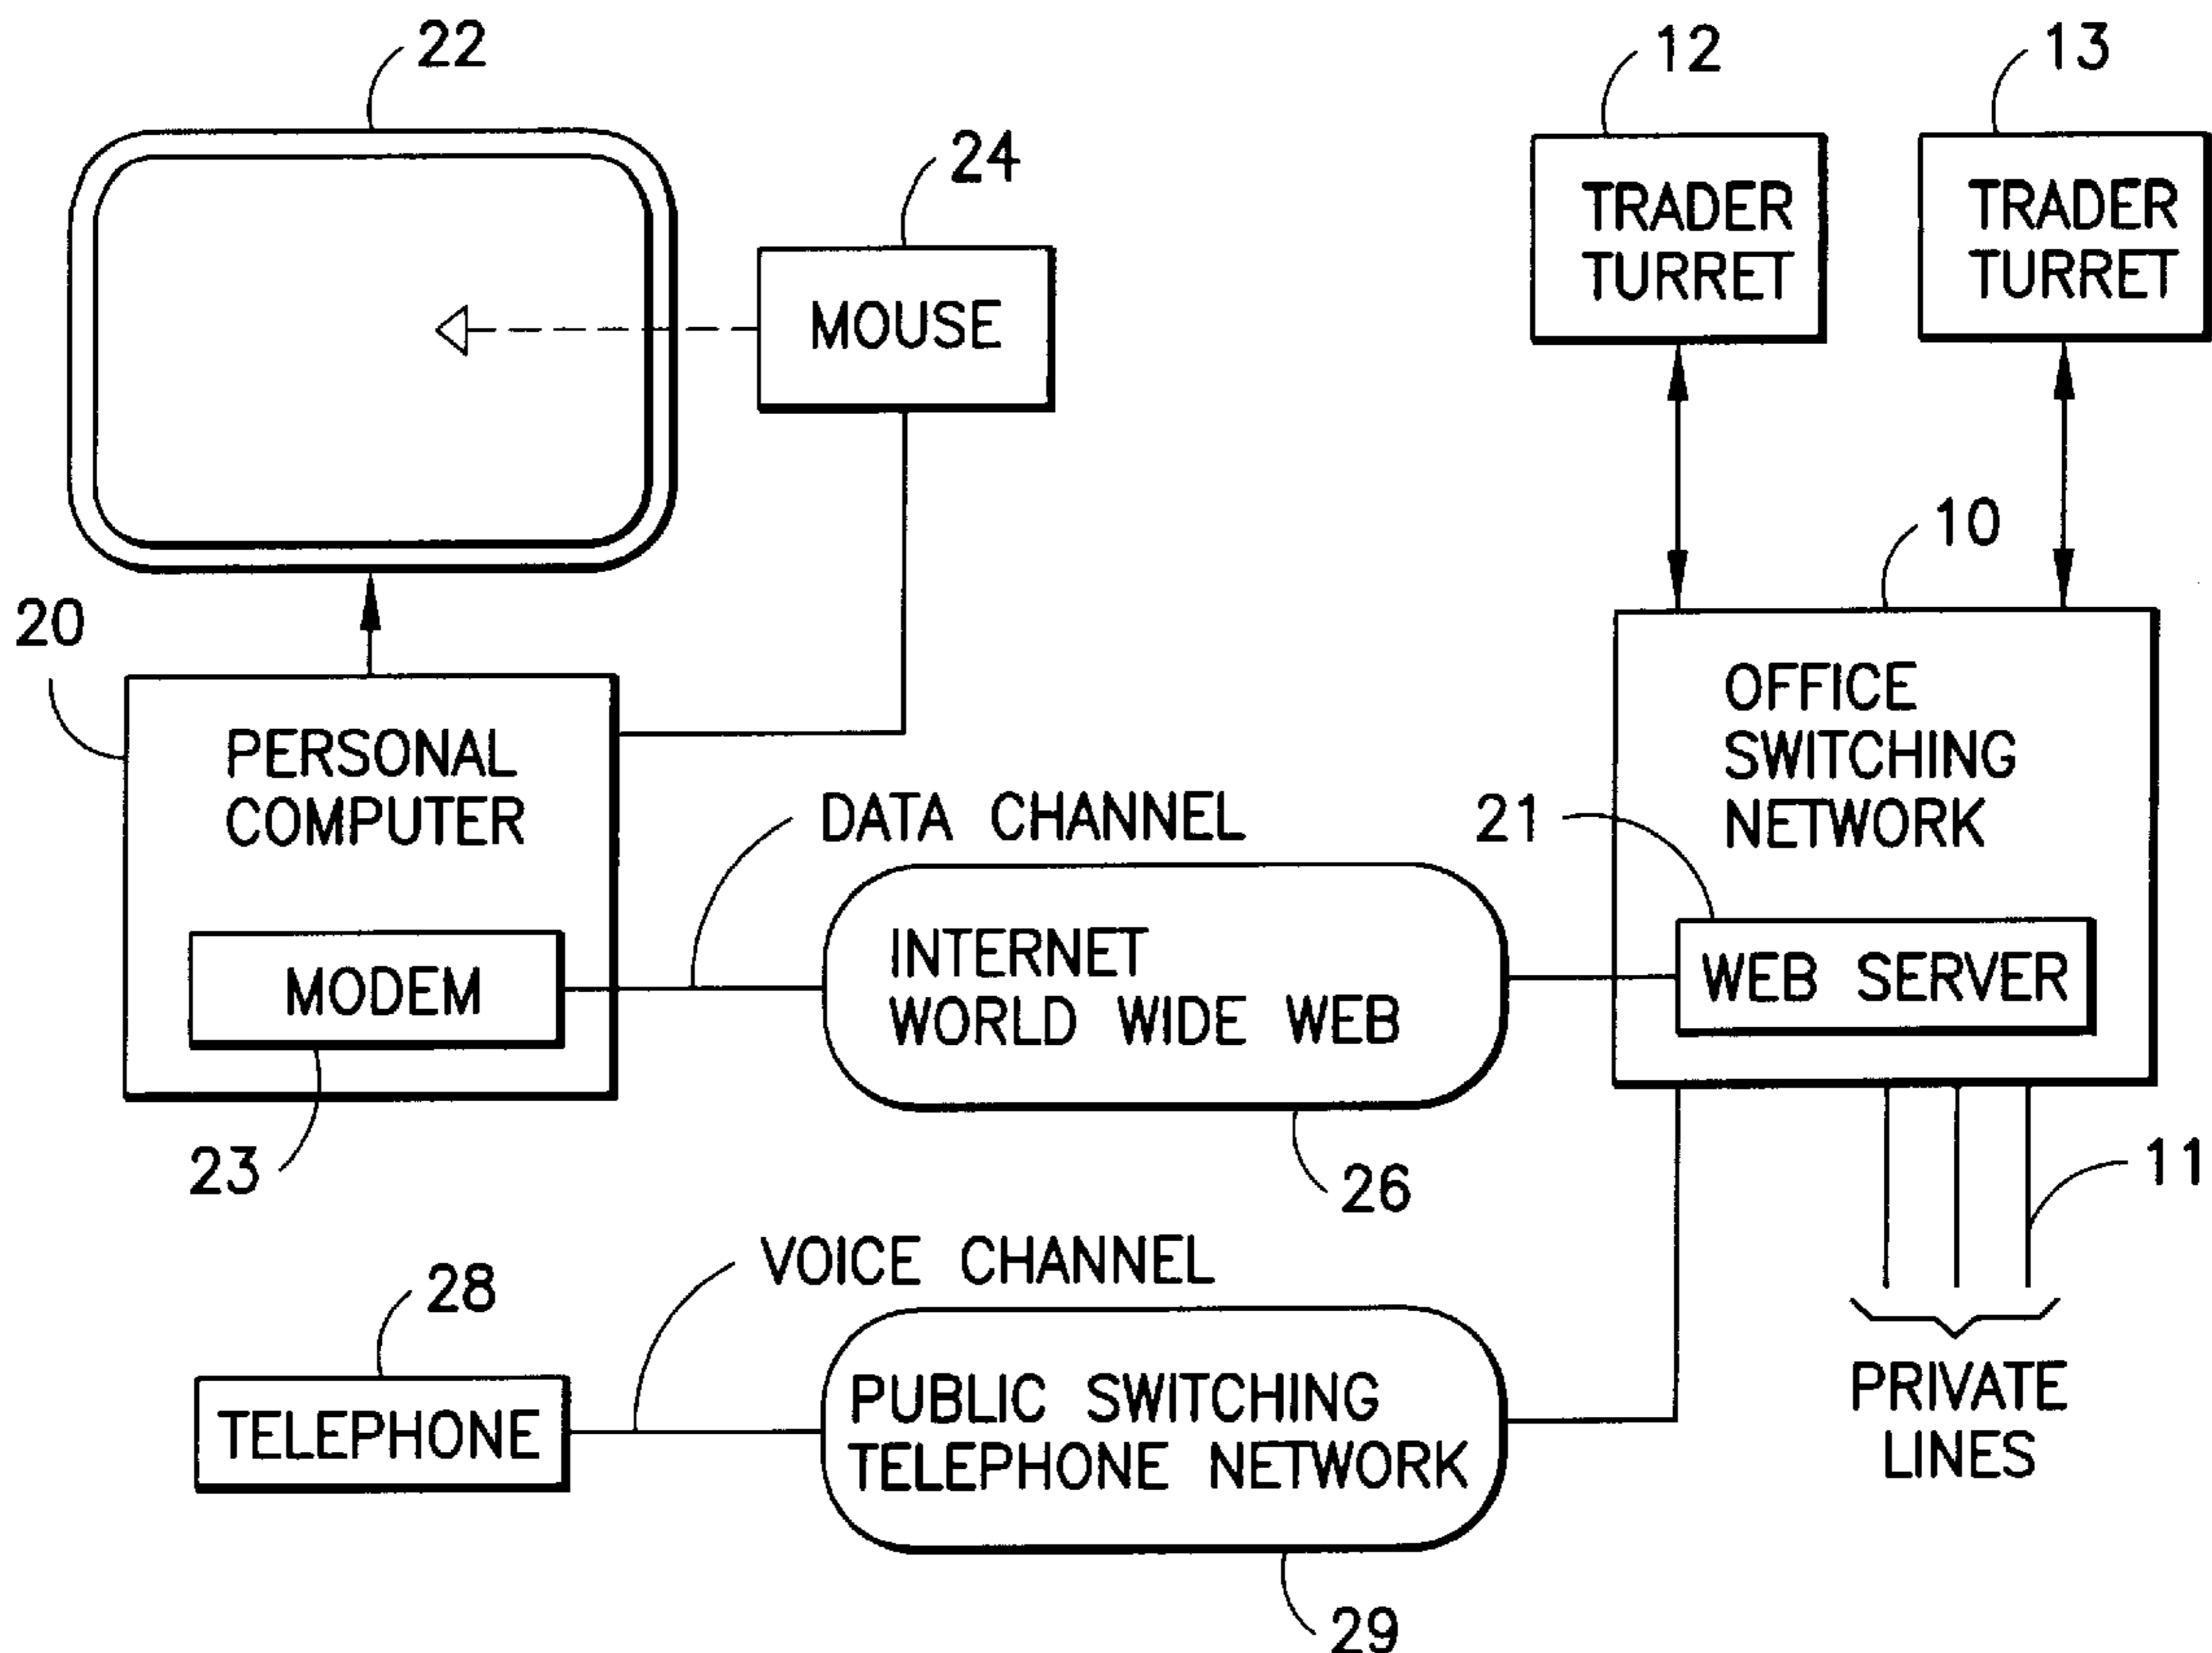 22
12
13
24
TRADER
TURRET
TRADER
TURRET
MOUSE
10
20
OFFICE
SWITCHING
NETWORK
PERSONAL
COMPUTER
DATA CHANNEL
21
INTERNET
WORLD WIDE WEB
WEB SERVER
MODEM
23
26
11
VOICE CHANNEL
28
PRIVATE
LINES
TELEPHONE
PUBLIC SWITCHING
TELEPHONE NETWORK
29